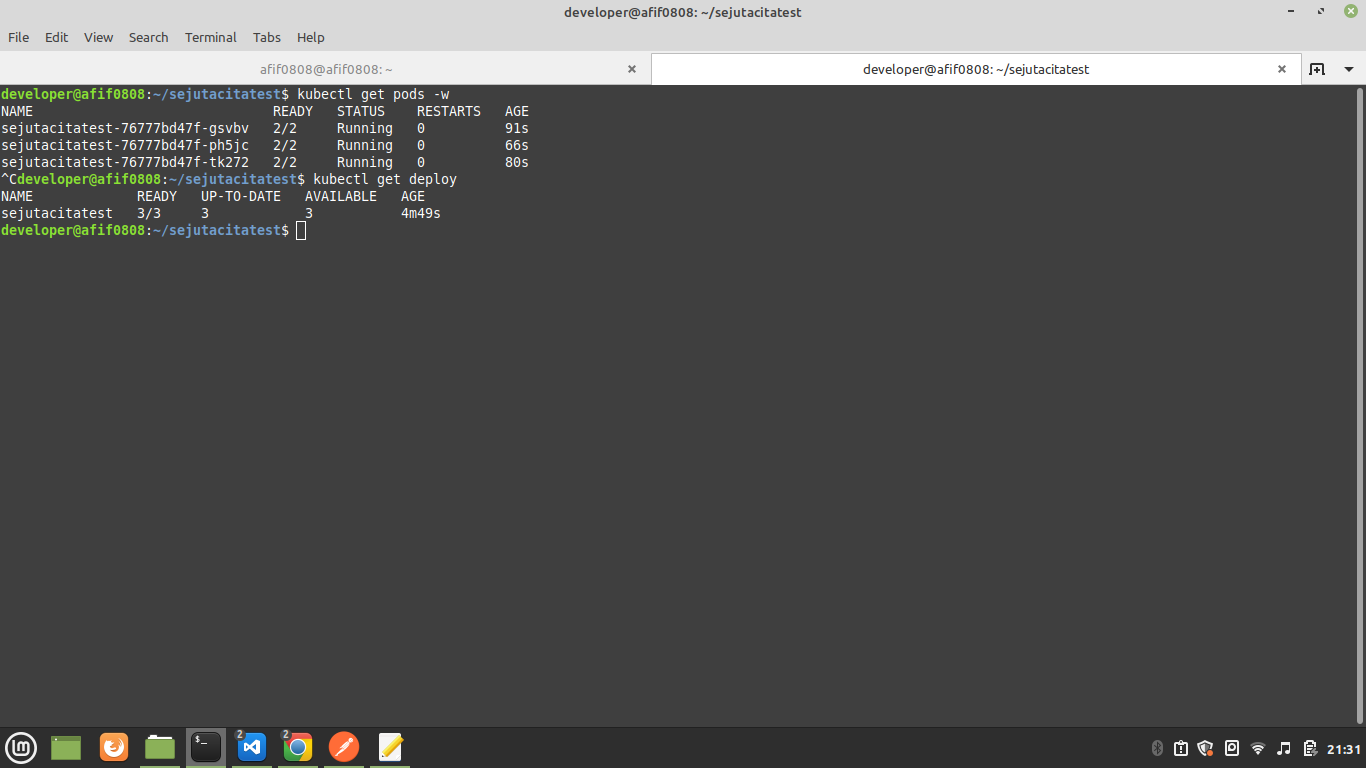 developer@afif0808: ~/sejutacitatest
File Edit View Search Terminal Tabs Help
afif0808@afif0808: ~
developer@afif0808: ~/sejutacitatest
developer@afif0808:~/sejutacitatest$ kubectl get pods -w
NAME READY STATUS RESTARTS AGE
sejutacitatest-76777bd47f-gsvbv 2/2 Running 0 91s
sejutacitatest-76777bd47f-ph5jc 2/2 Running 0 66s
sejutacitatest-76777bd47f-tk272 2/2 Running 0 80s
^Cdeveloper@afif0808:~/sejutacitatest$ kubectl get deploy
NAME READY UP-TO-DATE AVAILABLE AGE
sejutacitatest 3/3 3 3 4m49s
developer@afif0808:~/sejutacitatest$
$_
2
2
21:31